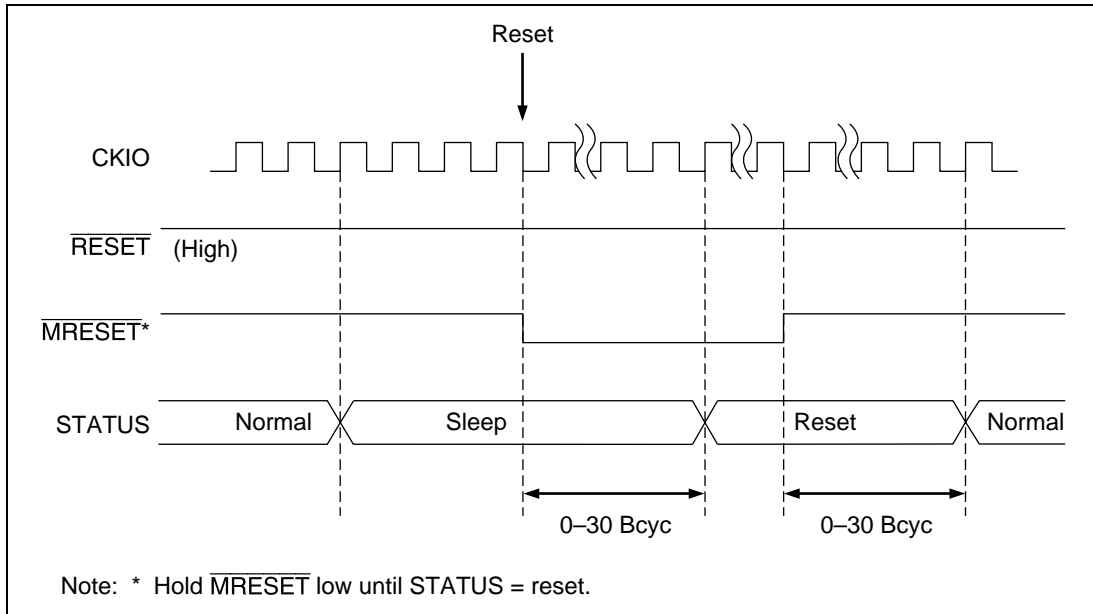 Reset
CKIO
RESET (High)
MRESET*
STATUS Normal Sleep Reset Normal
0–30 Bcyc 0–30 Bcyc
Note: * Hold MRESET low until STATUS = reset.